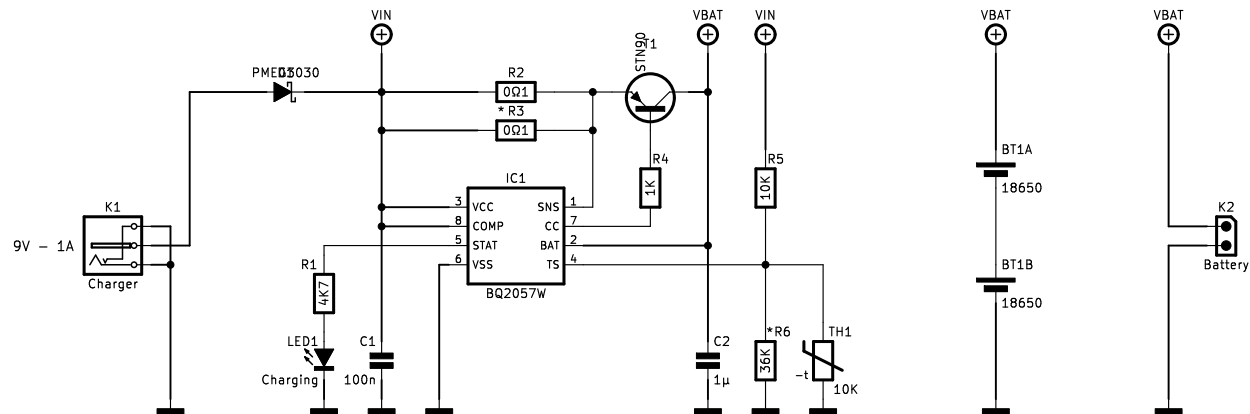 VIN
VBAT
VIN
VBAT
VBAT
STN90
T1
R2
0Ω1
* R3
0Ω1
R4
1K
R5
10K
BT1A
18650
IC1
3 VCC SNS 1
8 COMP CC 7
5 STAT BAT 2
6 VSS TS 4
BQ2057W
K1
9V - 1A
Charger
K2
Battery
R1
4K7
BT1B
18650
LED1
Charging
C1
100n
C2
1µ
*R6
36K
TH1
-t
10K